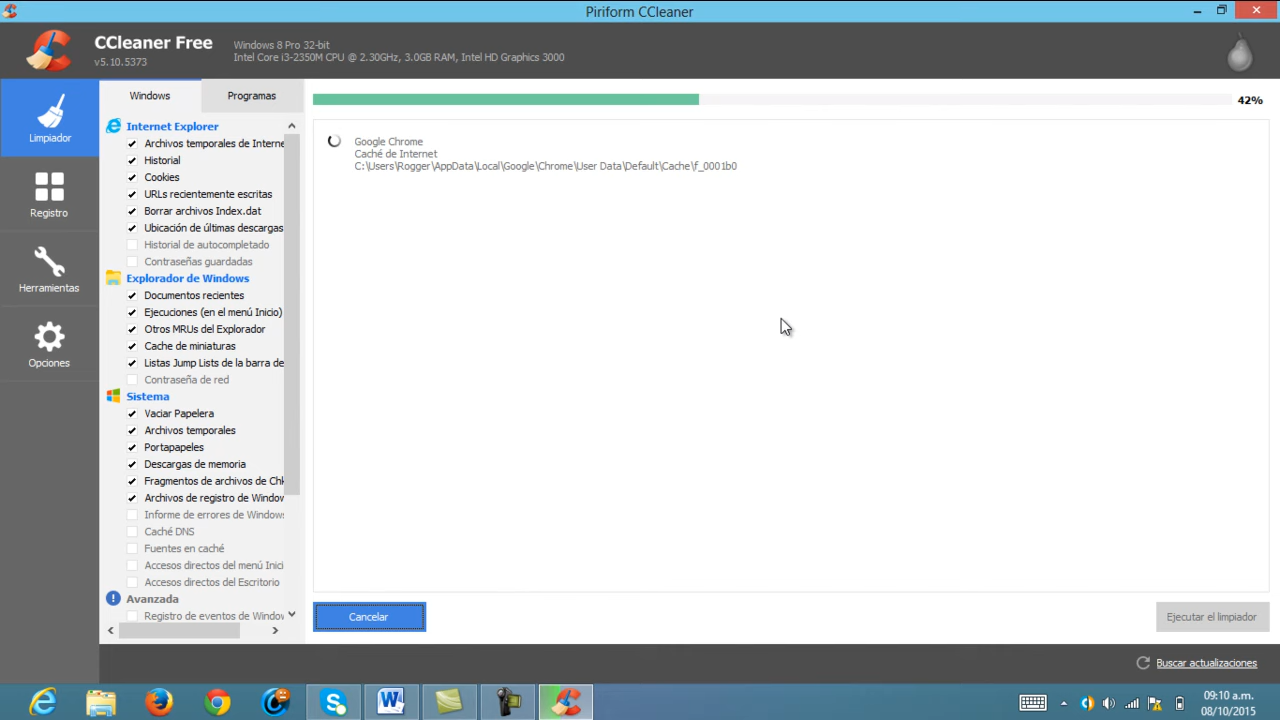 Piriform CCleaner
CCleaner Free
v5.10.5373
Windows 8 Pro 32-bit
Intel Core i3-2350M CPU @ 2.30GHz, 3.0GB RAM, Intel HD Graphics 3000
Limpiador
Registro
Herramientas
Opciones
Windows
Programas
Internet Explorer
Archivos temporales de Interne
Historial
Cookies
URLs recientemente escritas
Borrar archivos Index.dat
Ubicación de últimas descargas
Historial de autocompletado
Contraseñas guardadas
Explorador de Windows
Documentos recientes
Ejecuciones (en el menú Inicio)
Otros MRUs del Explorador
Cache de miniaturas
Listas Jump Lists de la barra de
Contraseña de red
Sistema
Vaciar Papelera
Archivos temporales
Portapapeles
Descargas de memoria
Fragmentos de archivos de Chk
Archivos de registro de Window
Informe de errores de Windows
Caché DNS
Fuentes en caché
Accesos directos del menú Inici
Accesos directos del Escritorio
Avanzada
Registro de eventos de Window
42%
Google Chrome
Caché de Internet
C:\Users\Rogger\AppData\Local\Google\Chrome\User Data\Default\Cache\f_0001b0
Cancelar
Ejecutar el limpiador
Buscar actualizaciones
09:10 a.m.
08/10/2015